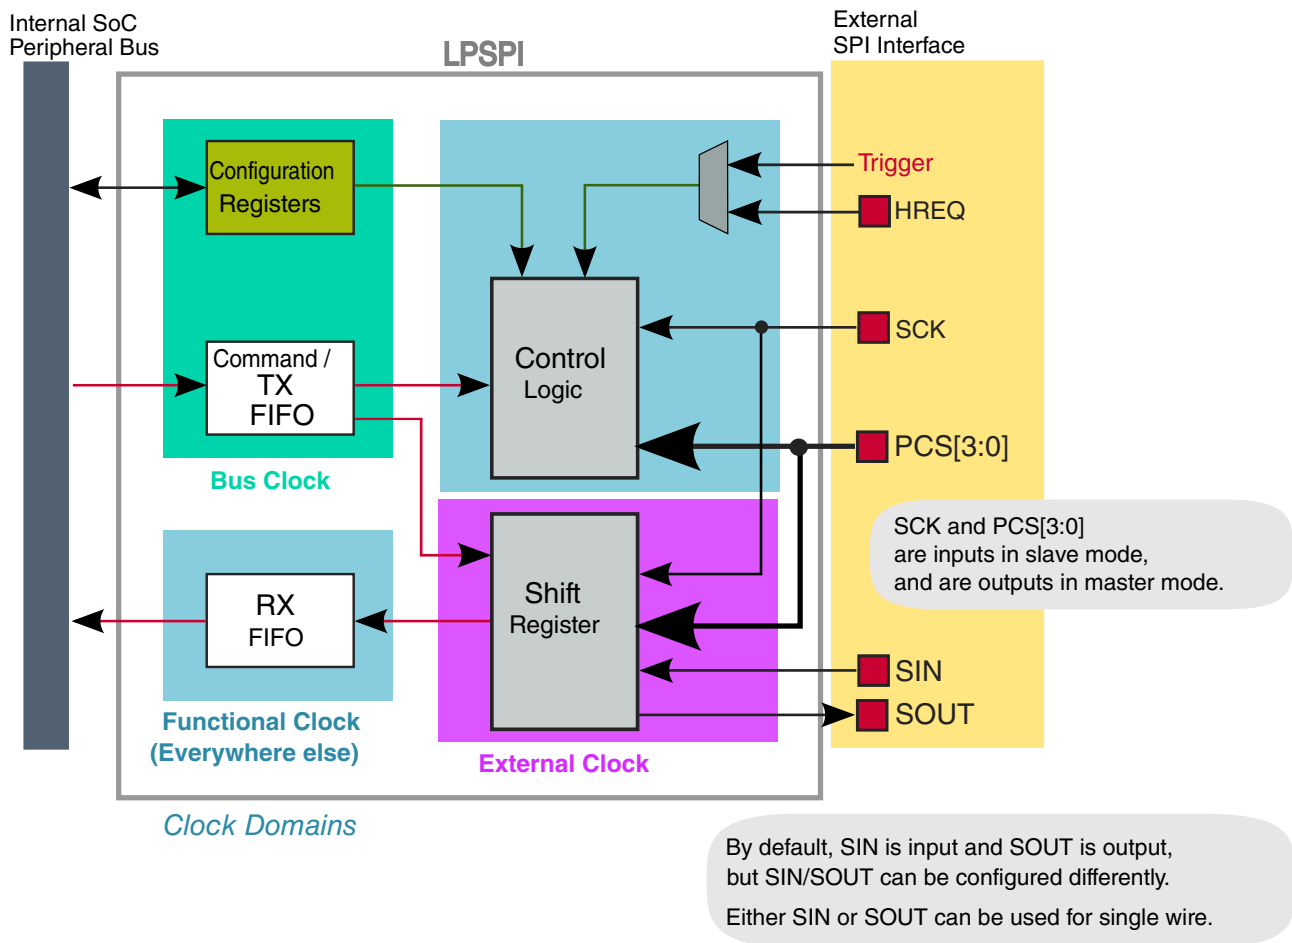 Internal SoC
Peripheral Bus
External
SPI Interface
LPSPI
Configuration
Registers
Trigger
HREQ
SCK
Control
Logic
Command /
TX
FIFO
PCS[3:0]
Bus Clock
SCK and PCS[3:0]
are inputs in slave mode,
and are outputs in master mode.
RX
FIFO
Shift
Register
SIN
SOUT
Functional Clock
(Everywhere else)
External Clock
Clock Domains
By default, SIN is input and SOUT is output,
but SIN/SOUT can be configured differently.
Either SIN or SOUT can be used for single wire.